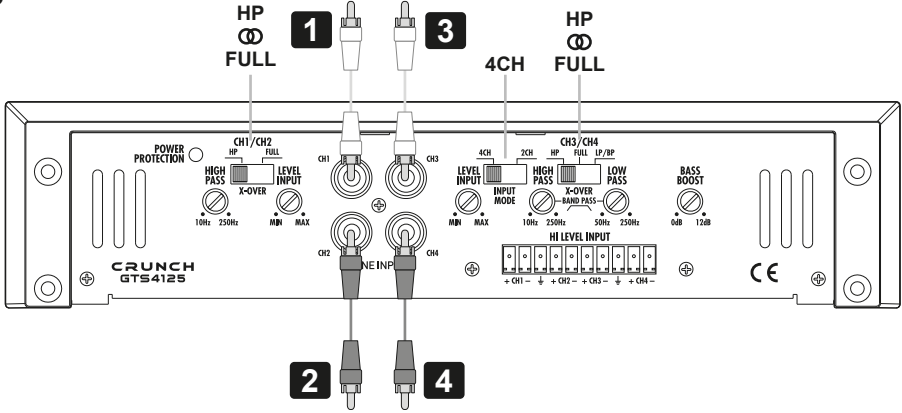 HP
FULL
1
3
4CH
HP
FULL
POWER
PROTECTION
CH1/CH2
HP
FULL
X-OVER
HIGH
PASS
10Hz
250Hz
LEVEL
INPUT
MIN
MAX
CH1
CH3
CH2
CH4
NE INP
LEVEL
INPUT
MIN
MAX
4CH
2CH
INPUT
MODE
CH3/CH4
HP
FULL
LP/BP
X-OVER
BAND PASS
HIGH
PASS
10Hz
250Hz
LOW
PASS
50Hz
250Hz
BASS
BOOST
0dB
12dB
HI LEVEL INPUT
+ CH1 − ⏚ + CH2 − + CH3 − ⏚ + CH4 −
CRUNCH
GTS4125
CE
2
4